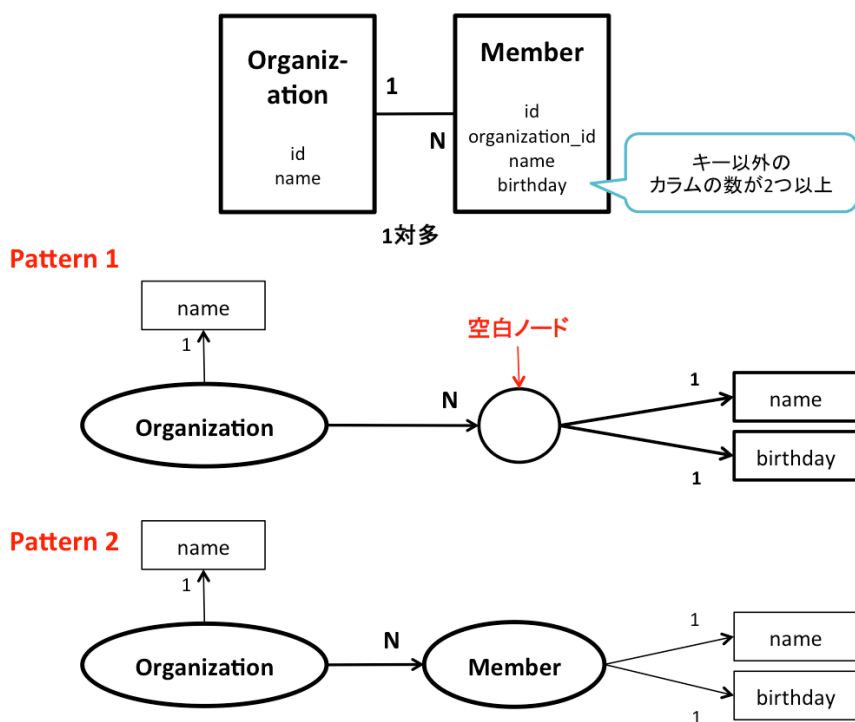 Organiz-
ation
id
name
1
N
Member
id
organization_id
name
birthday
キー以外の
カラムの数が2つ以上
1対多
Pattern 1
name
1
Organization
N
空白ノード
1
name
1
birthday
Pattern 2
name
1
Organization
N
Member
1
name
1
birthday